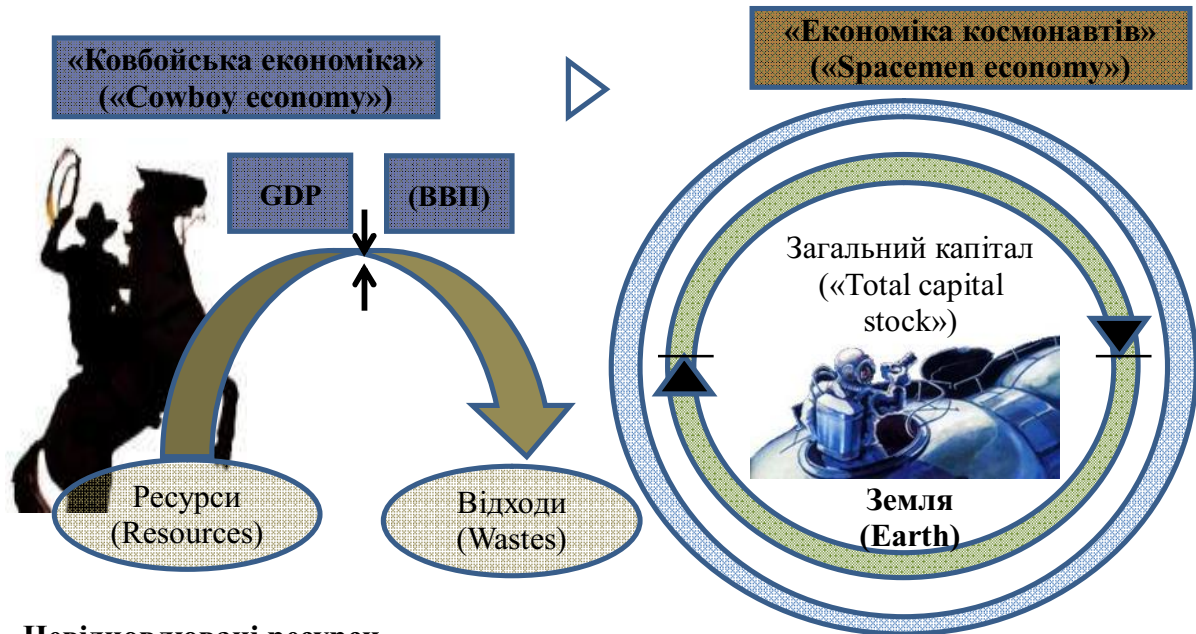 «Ковбойська економіка»
(«Cowboy economy»)
«Економіка космонавтів»
(«Spacemen economy»)
GDP
(ВВП)
Ресурси
(Resources)
Відходи
(Wastes)
Загальний капітал
(«Total capital
stock»)
Земля
(Earth)